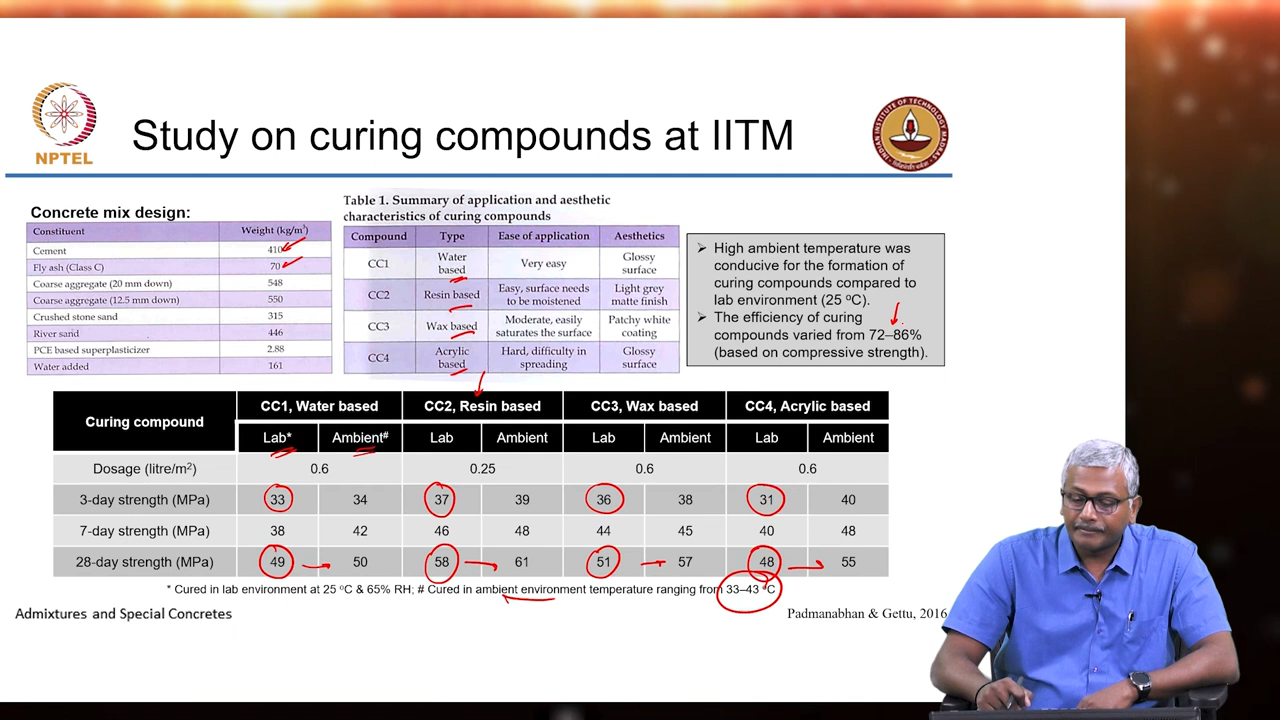 NPTEL
Study on curing compounds at IITM
INDIAN INSTITUTE OF TECHNOLOGY MADRAS
Concrete mix design:
Constituent Weight (kg/m³)
Cement 410
Fly ash (Class C) 70
Coarse aggregate (20 mm down) 548
Coarse aggregate (12.5 mm down) 550
Crushed stone sand 315
River sand 446
PCE based superplasticizer 2.88
Water added 161
Table 1. Summary of application and aesthetic
characteristics of curing compounds
Compound Type Ease of application Aesthetics
CC1 Water based Very easy Glossy surface
CC2 Resin based Easy, surface needs to be moistened Light grey matte finish
CC3 Wax based Moderate, easily saturates the surface Patchy white coating
CC4 Acrylic based Hard, difficulty in spreading Glossy surface
➢ High ambient temperature was
conducive for the formation of
curing compounds compared to
lab environment (25 ºC).
➢ The efficiency of curing
compounds varied from 72–86%
(based on compressive strength).
Curing compound CC1, Water based CC2, Resin based CC3, Wax based CC4, Acrylic based
Lab* Ambient# Lab Ambient Lab Ambient Lab Ambient
Dosage (litre/m²) 0.6 0.25 0.6 0.6
3-day strength (MPa) 33 34 37 39 36 38 31 40
7-day strength (MPa) 38 42 46 48 44 45 40 48
28-day strength (MPa) 49 50 58 61 51 57 48 55
* Cured in lab environment at 25 ºC & 65% RH; # Cured in ambient environment temperature ranging from 33–43 ºC
Admixtures and Special Concretes
Padmanabhan & Gettu, 2016